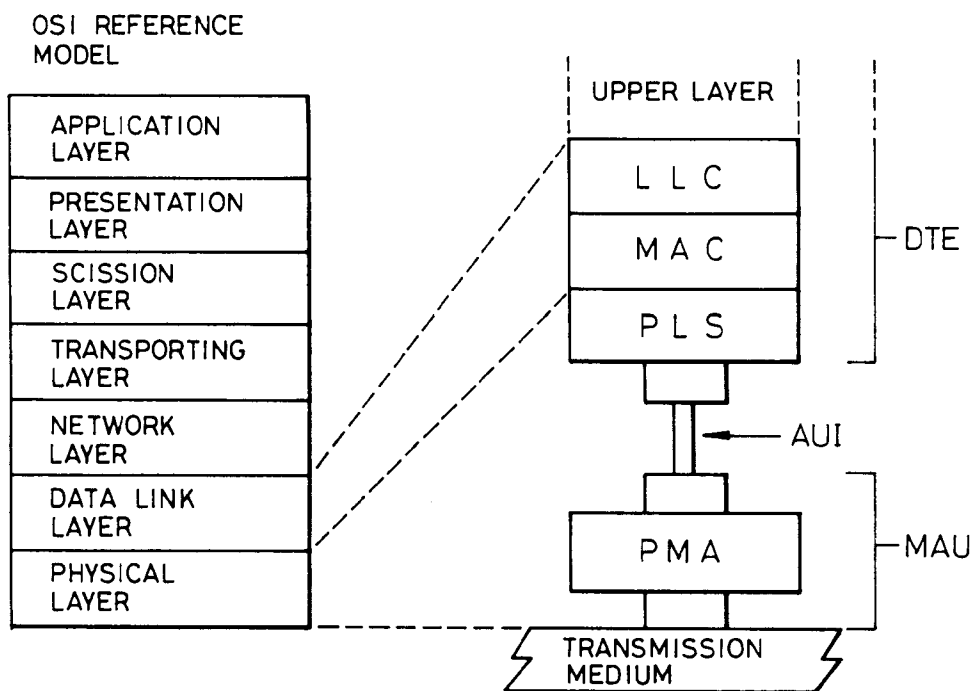 OSI REFERENCE
MODEL
APPLICATION
LAYER
PRESENTATION
LAYER
SCISSION
LAYER
TRANSPORTING
LAYER
NETWORK
LAYER
DATA LINK
LAYER
PHYSICAL
LAYER
UPPER LAYER
LLC
MAC
PLS
DTE
AUI
PMA
MAU
TRANSMISSION
MEDIUM